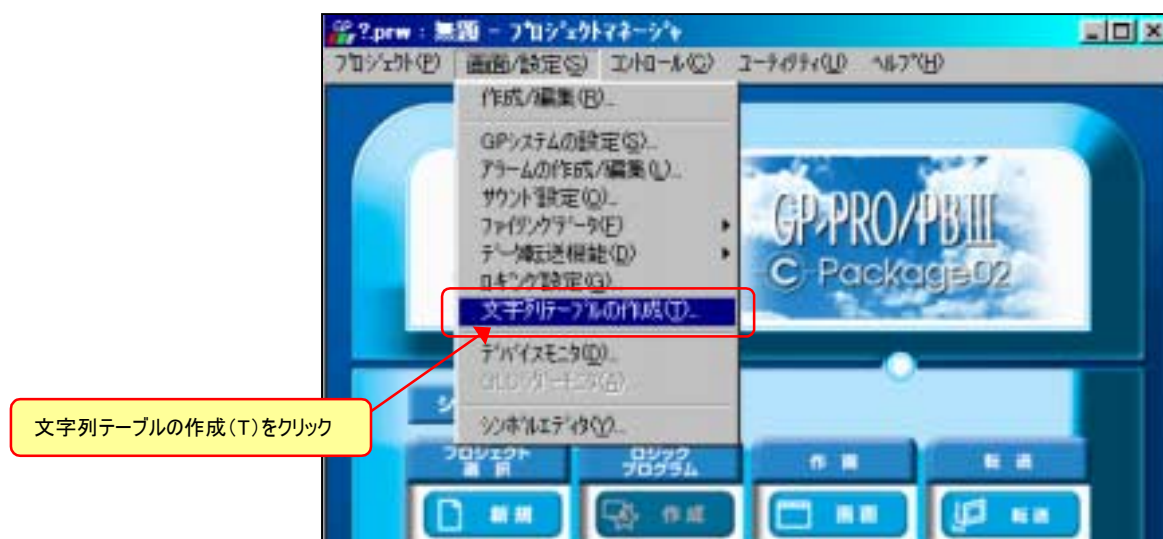 ?.prw : 無題 - プロジェクトマネージャ
プロジェクト(P) 画面/設定(S) コントロール(C) ユーティリティ(U) ヘルプ(H)
作成/編集(R)...
GPシステムの設定(S)...
アラームの作成/編集(L)...
サウンド設定(O)...
ファイリングデータ(F)
データ転送機能(D)
ロギング設定(G)...
文字列テーブルの作成(T)...
デバイスモニタ(D)...
シンボルエディタ(Y)...
GP-PRO/PBIII
C-Package02
文字列テーブルの作成(T)をクリック
プロジェクト
選択
ロジック
プログラム
作画
転送
新規
作成
画面
転送